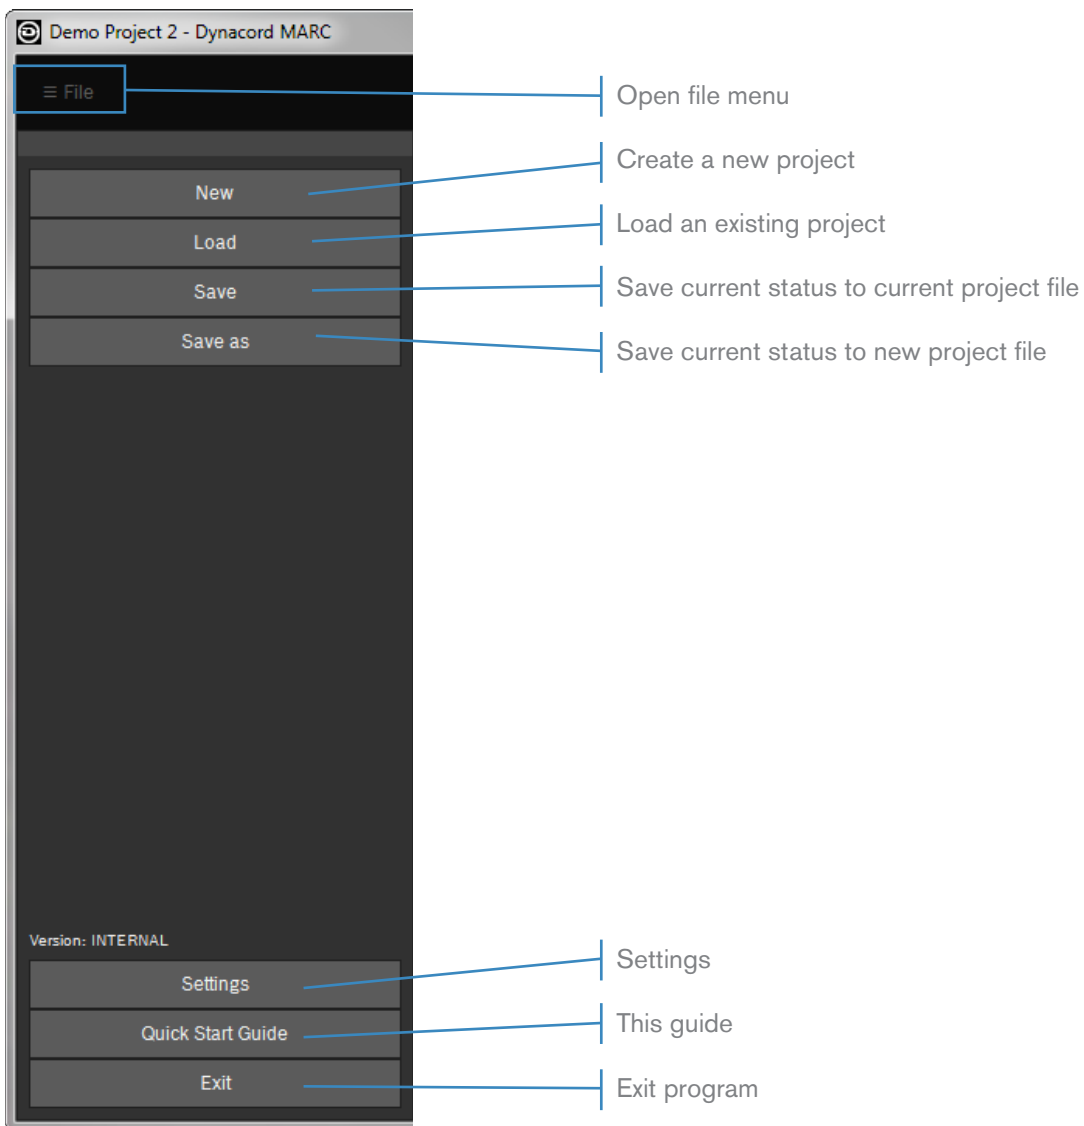 Demo Project 2 - Dynacord MARC
☰ File
Open file menu
Create a new project
New
Load an existing project
Load
Save current status to current project file
Save
Save as
Save current status to new project file
Version: INTERNAL
Settings
Settings
Quick Start Guide
This guide
Exit
Exit program